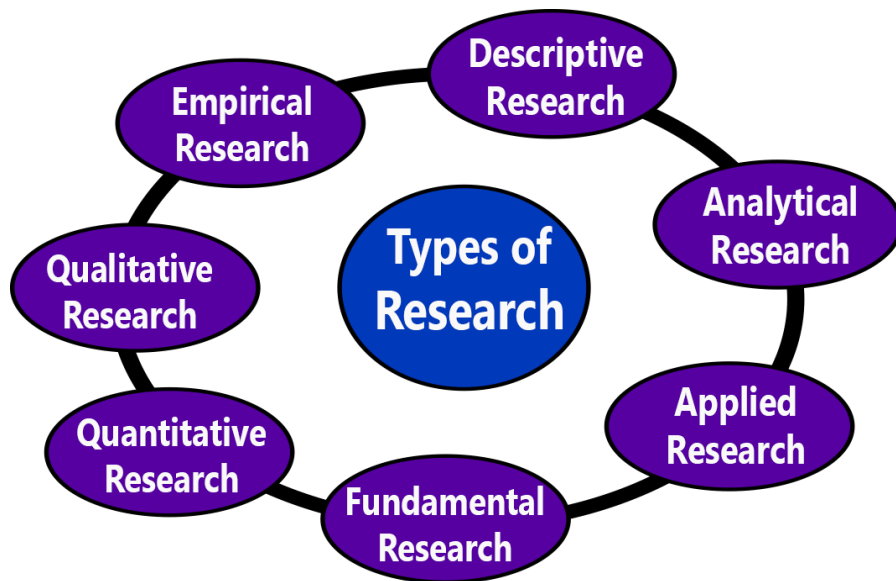 Types of
Research
Descriptive
Research
Analytical
Research
Applied
Research
Fundamental
Research
Quantitative
Research
Qualitative
Research
Empirical
Research